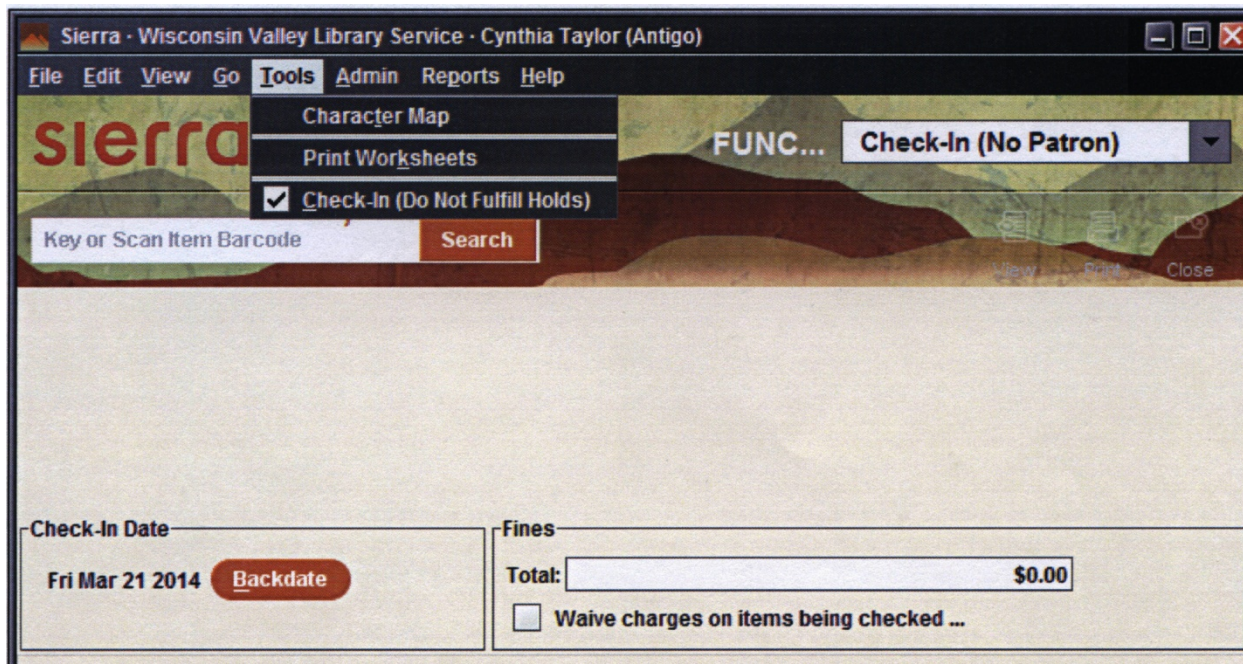 Sierra · Wisconsin Valley Library Service · Cynthia Taylor (Antigo)
File Edit View Go Tools Admin Reports Help
Character Map
Print Worksheets
Check-In (Do Not Fulfill Holds)
sierra
FUNC... Check-In (No Patron)
Key or Scan Item Barcode Search
View Print Close
Check-In Date
Fri Mar 21 2014 Backdate
Fines
Total: $0.00
Waive charges on items being checked ...